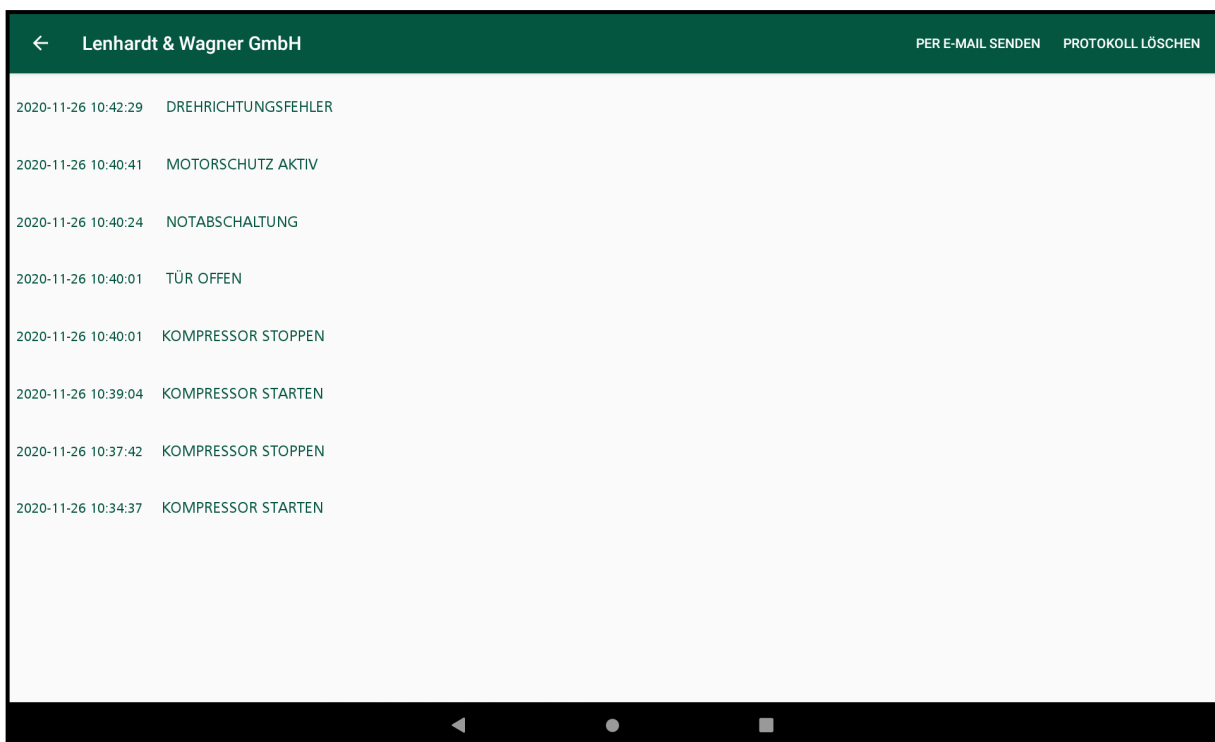 Lenhardt & Wagner GmbH PER E-MAIL SENDEN PROTOKOLL LÖSCHEN
2020-11-26 10:42:29 DREHRICHTUNGSFEHLER
2020-11-26 10:40:41 MOTORSCHUTZ AKTIV
2020-11-26 10:40:24 NOTABSCHALTUNG
2020-11-26 10:40:01 TÜR OFFEN
2020-11-26 10:40:01 KOMPRESSOR STOPPEN
2020-11-26 10:39:04 KOMPRESSOR STARTEN
2020-11-26 10:37:42 KOMPRESSOR STOPPEN
2020-11-26 10:34:37 KOMPRESSOR STARTEN